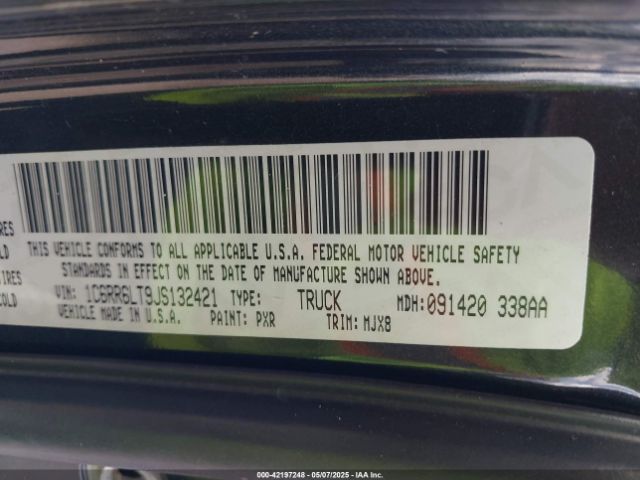 RES
LD
THIS VEHICLE CONFORMS TO ALL APPLICABLE U.S.A. FEDERAL MOTOR VEHICLE SAFETY
IRES
STANDARDS IN EFFECT ON THE DATE OF MANUFACTURE SHOWN ABOVE.
COLD
VIN: 1C6RR6LT9JS132421 TYPE: TRUCK MDH:091420 338AA
VEHICLE MADE IN U.S.A. PAINT: PXR TRIM: MJX8
000-42197248 - 05/07/2025 - IAA Inc.